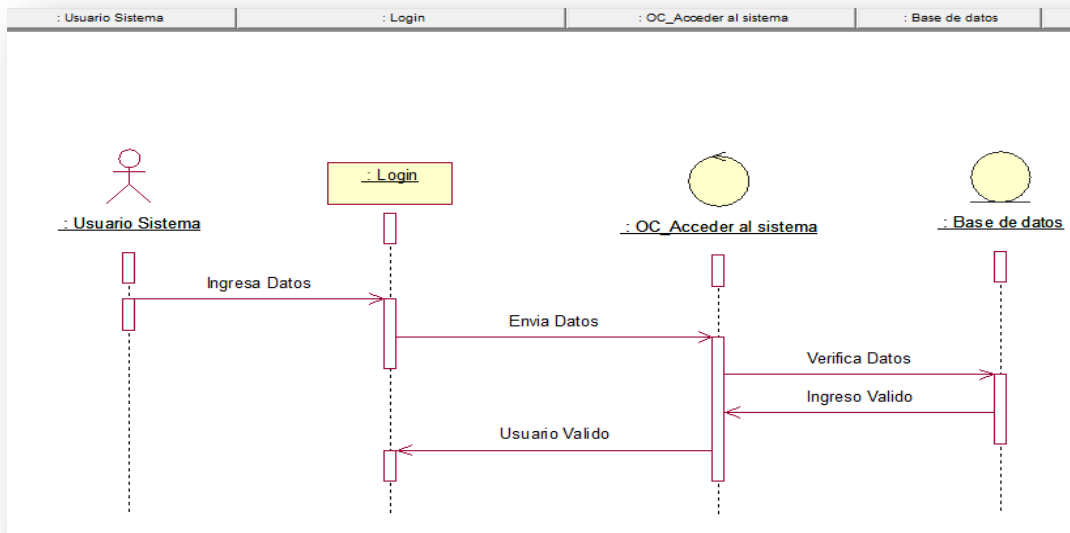 : Usuario Sistema
: Login
: OC_Acceder al sistema
: Base de datos
: Usuario Sistema
: Login
: OC_Acceder al sistema
: Base de datos
Ingresa Datos
Envia Datos
Verifica Datos
Ingreso Valido
Usuario Valido